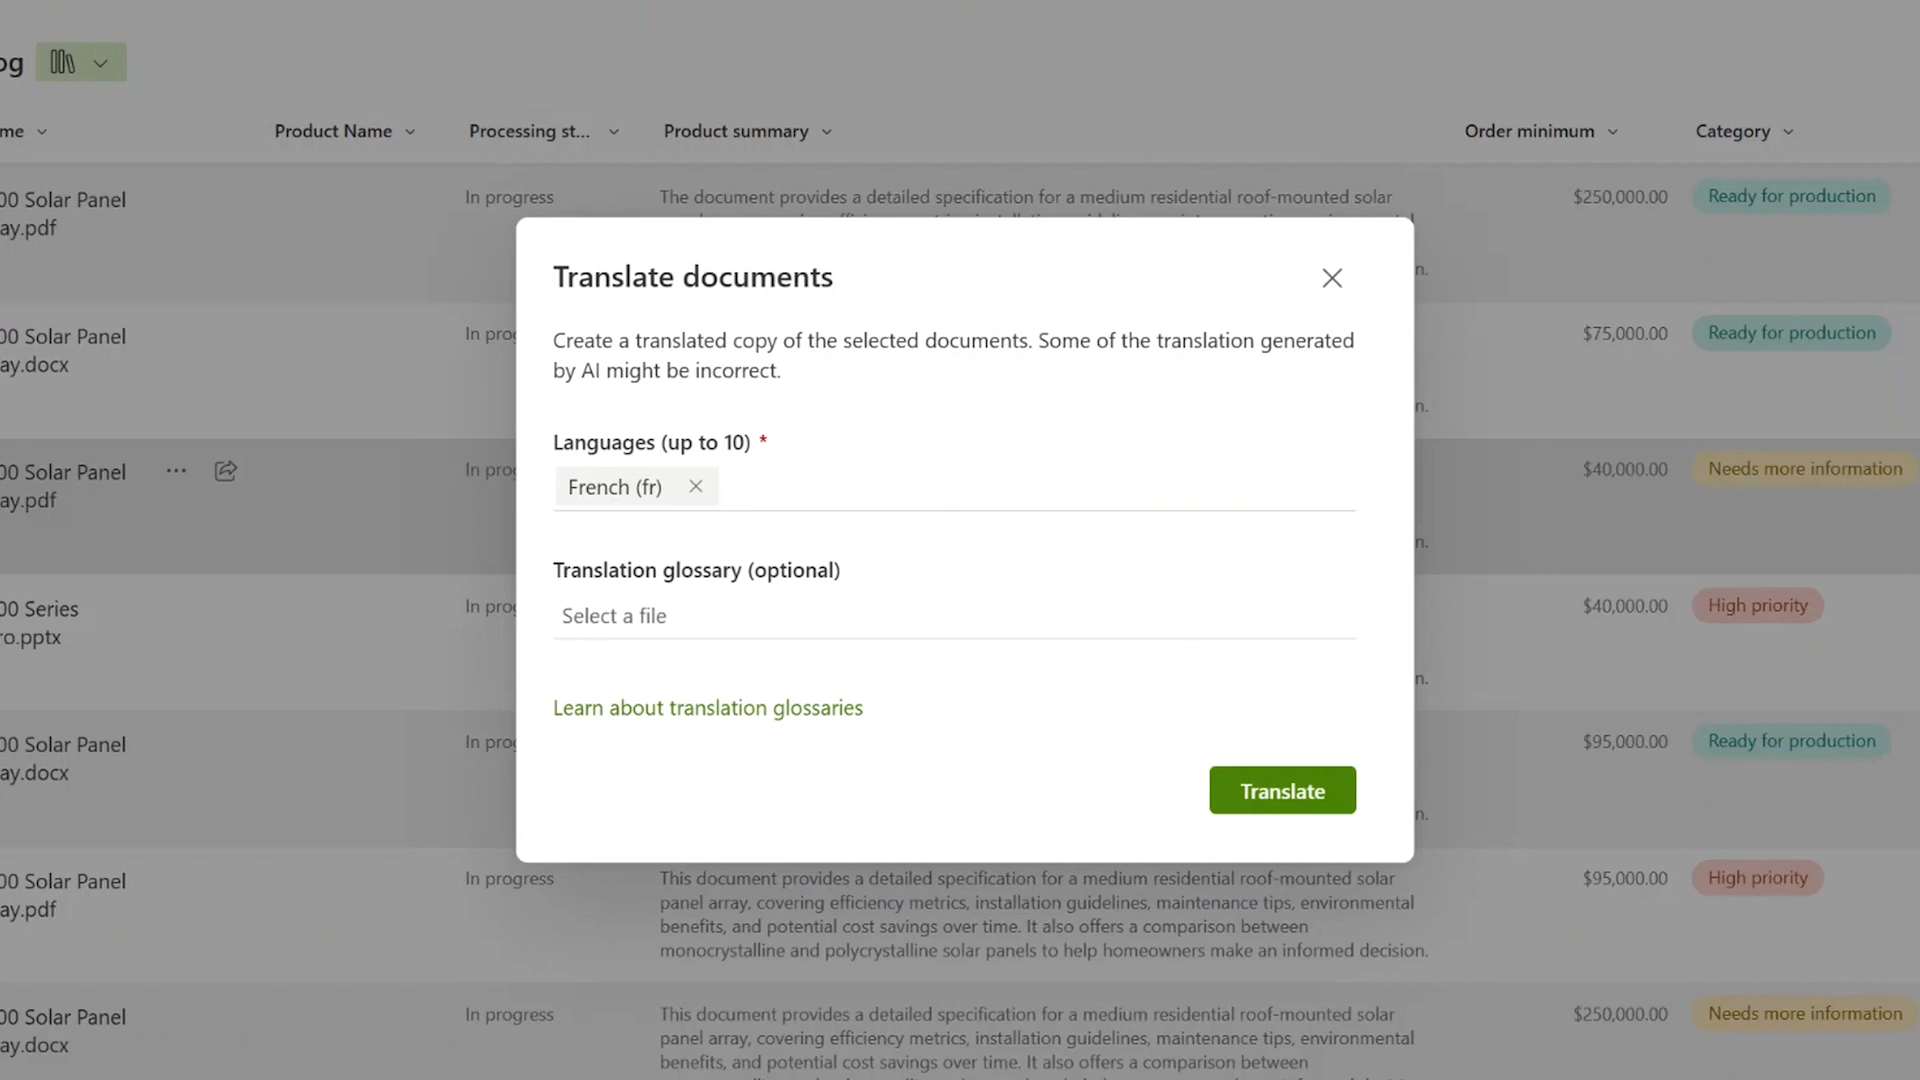 og
me
Product Name
Processing st...
Product summary
Order minimum
Category
00 Solar Panel
ay.pdf
In progress
The document provides a detailed specification for a medium residential roof-mounted solar
$250,000.00
Ready for production
n.
Translate documents
Create a translated copy of the selected documents. Some of the translation generated
by AI might be incorrect.
Languages (up to 10) *
French (fr)
Translation glossary (optional)
Select a file
Learn about translation glossaries
Translate
00 Solar Panel
ay.docx
In prog
$75,000.00
Ready for production
n.
00 Solar Panel
ay.pdf
In prog
$40,000.00
Needs more information
n.
00 Series
ro.pptx
In prog
$40,000.00
High priority
n.
00 Solar Panel
ay.docx
In prog
$95,000.00
Ready for production
n.
00 Solar Panel
ay.pdf
In progress
This document provides a detailed specification for a medium residential roof-mounted solar
panel array, covering efficiency metrics, installation guidelines, maintenance tips, environmental
benefits, and potential cost savings over time. It also offers a comparison between
monocrystalline and polycrystalline solar panels to help homeowners make an informed decision.
$95,000.00
High priority
00 Solar Panel
ay.docx
In progress
This document provides a detailed specification for a medium residential roof-mounted solar
panel array, covering efficiency metrics, installation guidelines, maintenance tips, environmental
benefits, and potential cost savings over time. It also offers a comparison between
$250,000.00
Needs more information